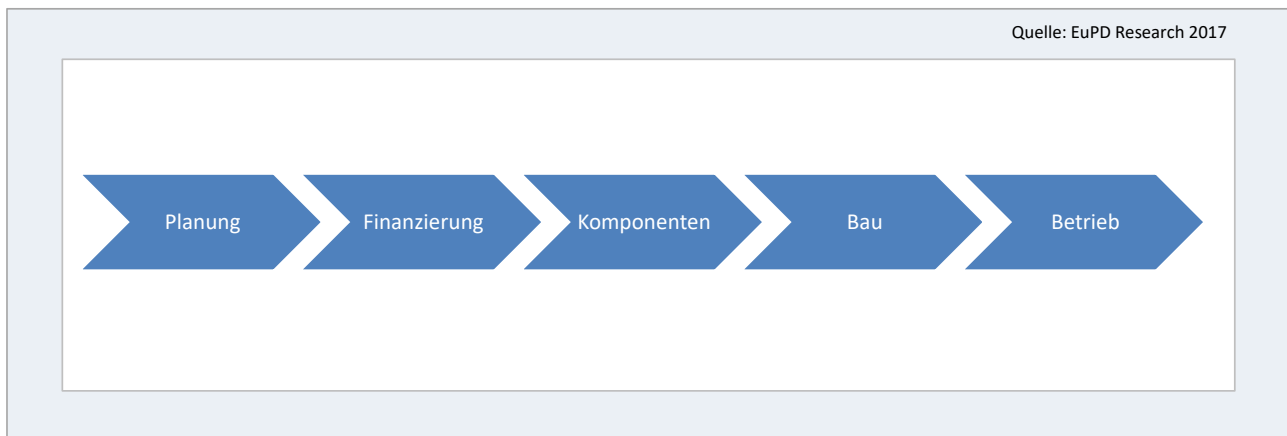 Quelle: EuPD Research 2017
Planung
Finanzierung
Komponenten
Bau
Betrieb